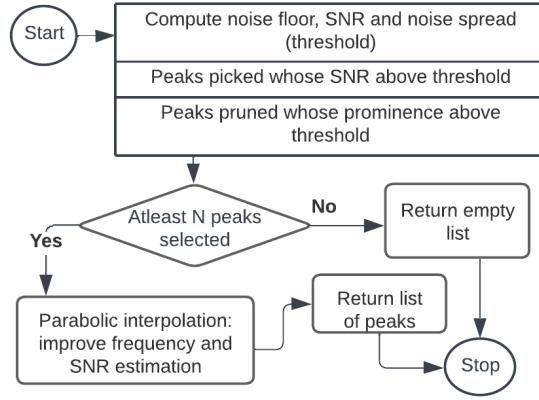 Start
Compute noise floor, SNR and noise spread
(threshold)
Peaks picked whose SNR above threshold
Peaks pruned whose prominence above
threshold
Atleast N peaks
selected
No
Yes
Return empty
list
Parabolic interpolation:
improve frequency and
SNR estimation
Return list
of peaks
Stop